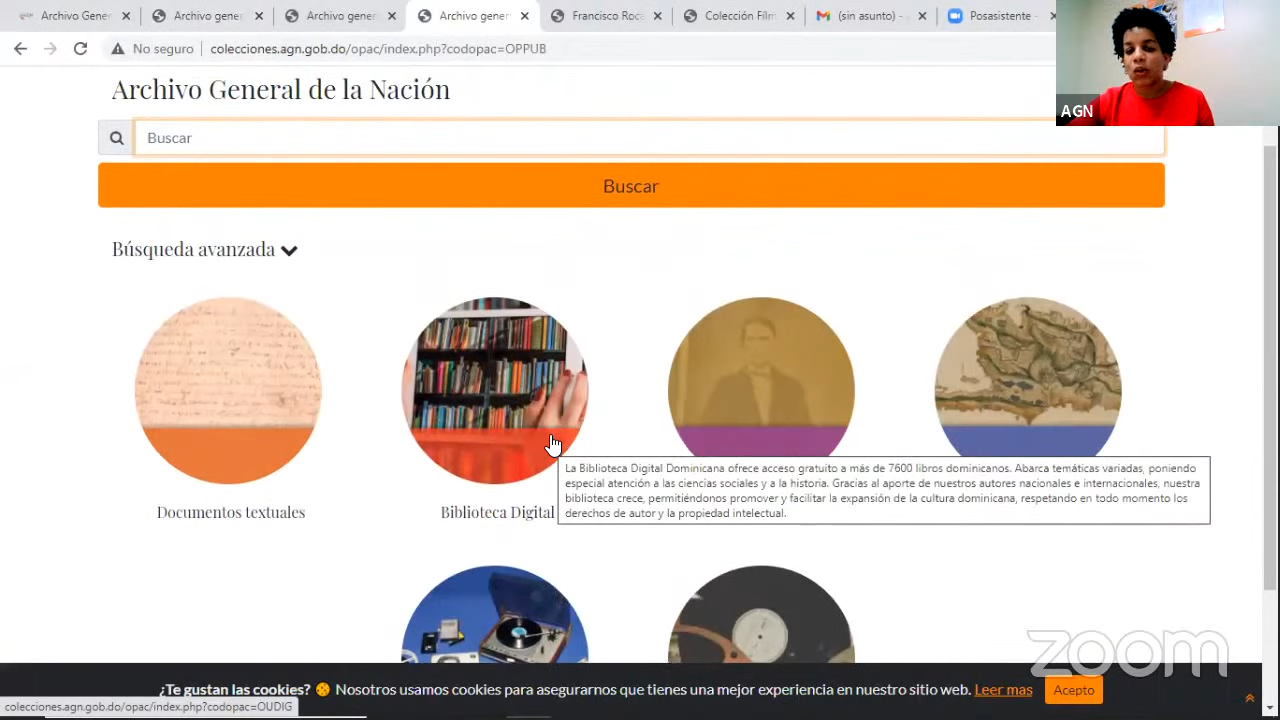 Archivo Gener
Archivo gener
Archivo gener
Archivo gener
Francisco Roca
Colección Film
(sin asunto) -
Posasistente -
No seguro
colecciones.agn.gob.do/opac/index.php?codopac=OPPUB
AGN
Archivo General de la Nación
Buscar
Buscar
Búsqueda avanzada
La Biblioteca Digital Dominicana ofrece acceso gratuito a más de 7600 libros dominicanos. Abarca temáticas variadas, poniendo
especial atención a las ciencias sociales y a la historia. Gracias al aporte de nuestros autores nacionales e internacionales, nuestra
biblioteca crece, permitiéndonos promover y facilitar la expansión de la cultura dominicana, respetando en todo momento los
derechos de autor y la propiedad intelectual.
Documentos textuales
Biblioteca Digital
zoom
¿Te gustan las cookies? 🍪 Nosotros usamos cookies para asegurarnos que tienes una mejor experiencia en nuestro sitio web. Leer mas
Acepto
colecciones.agn.gob.do/opac/index.php?codopac=OUDIG